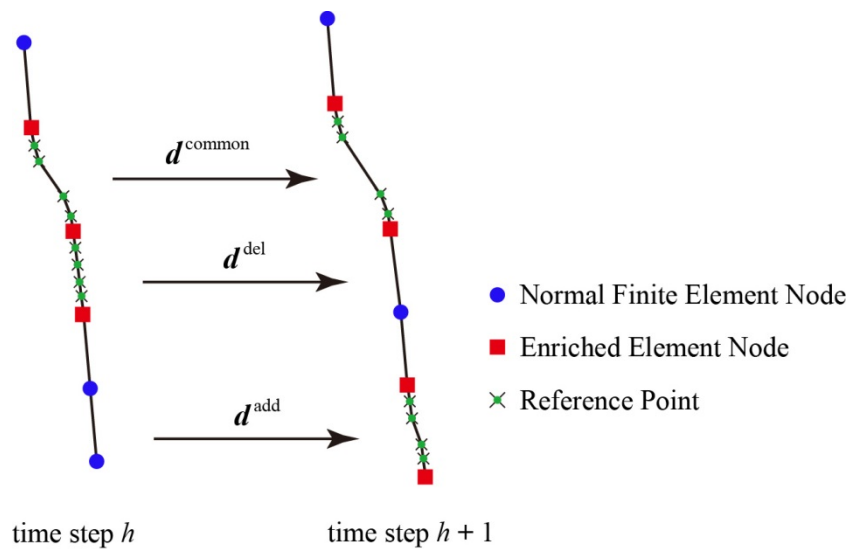 d^common
d^del
d^add
Normal Finite Element Node
Enriched Element Node
Reference Point
time step h
time step h + 1